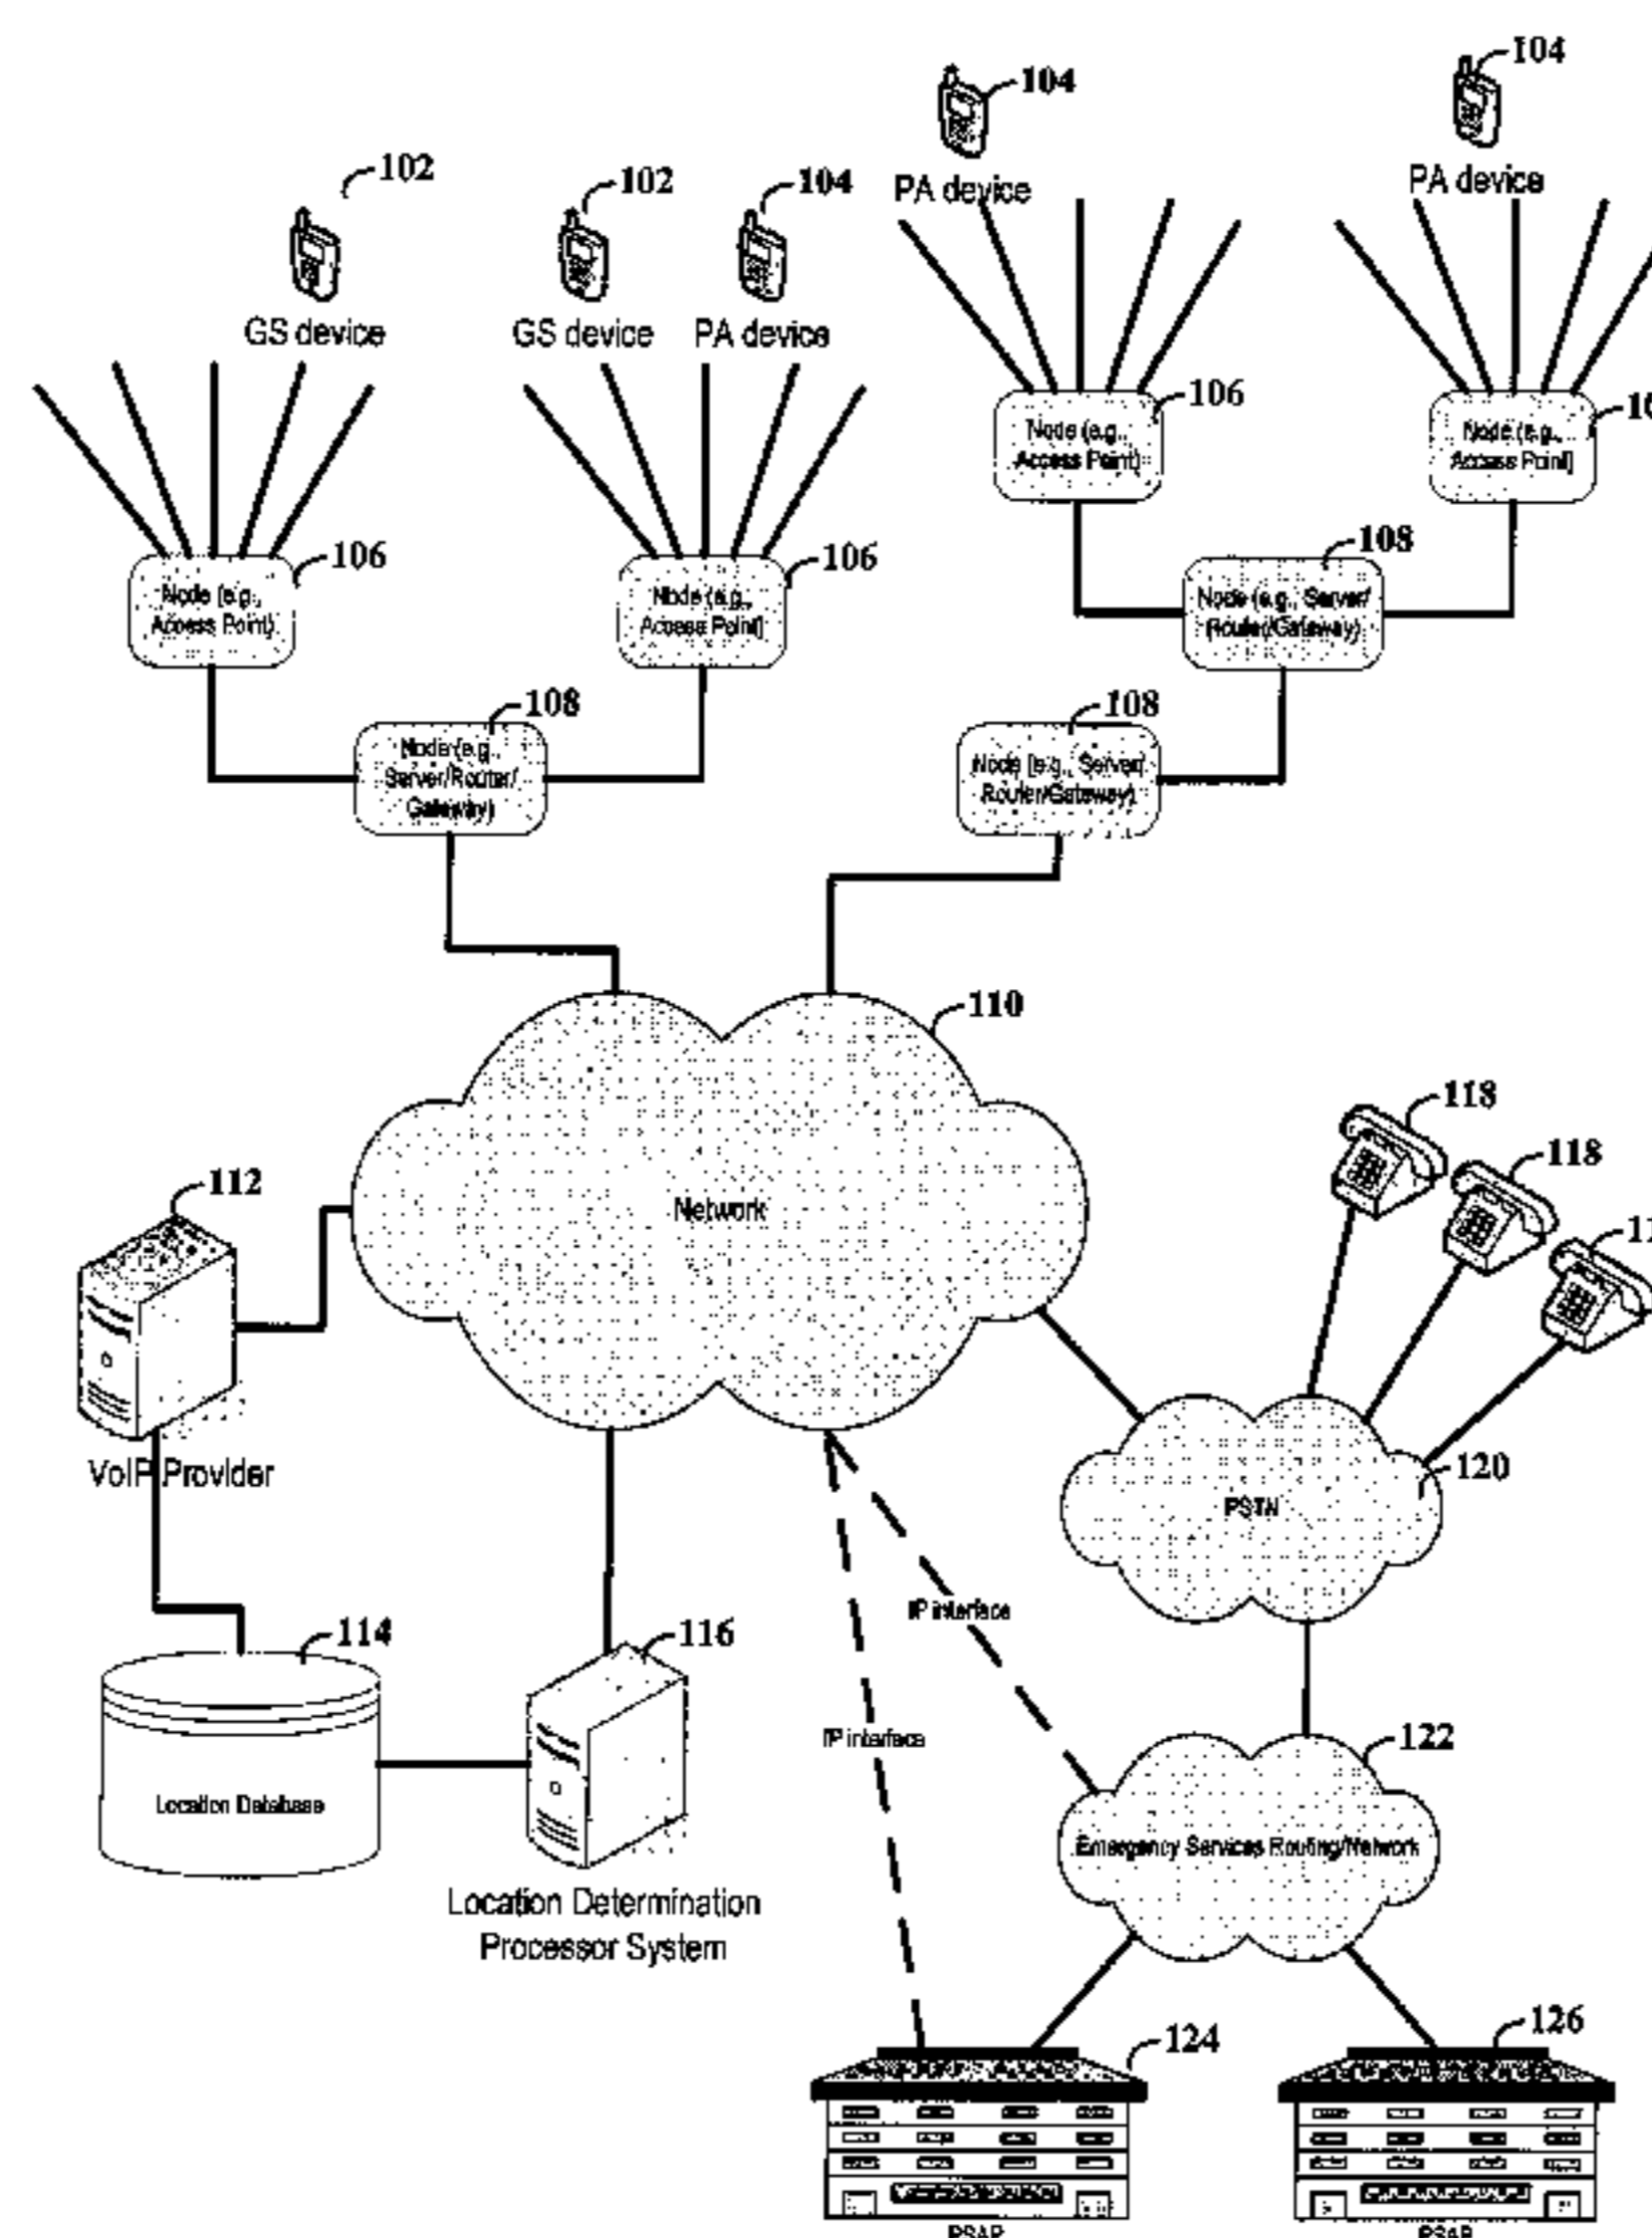 104
104
102
102
104
PA device
PA device
GS device
GS device
PA device
106
Node (e.g.,
Access Point)
Node (e.g.,
Access Point)
106
Node (e.g.,
Access Point)
106
Node (e.g.,
Access Point)
108
Node (e.g., Server/
Router/Gateway)
108
Node (e.g.,
Server/Router/
Gateway)
108
Node (e.g., Server/
Router/Gateway)
110
Network
118
118
112
VoIP Provider
120
PSTN
IP interface
114
116
IP interface
122
Location Database
Emergency Services Routing/Network
Location Determination
Processor System
124
126
PSAP
PSAP